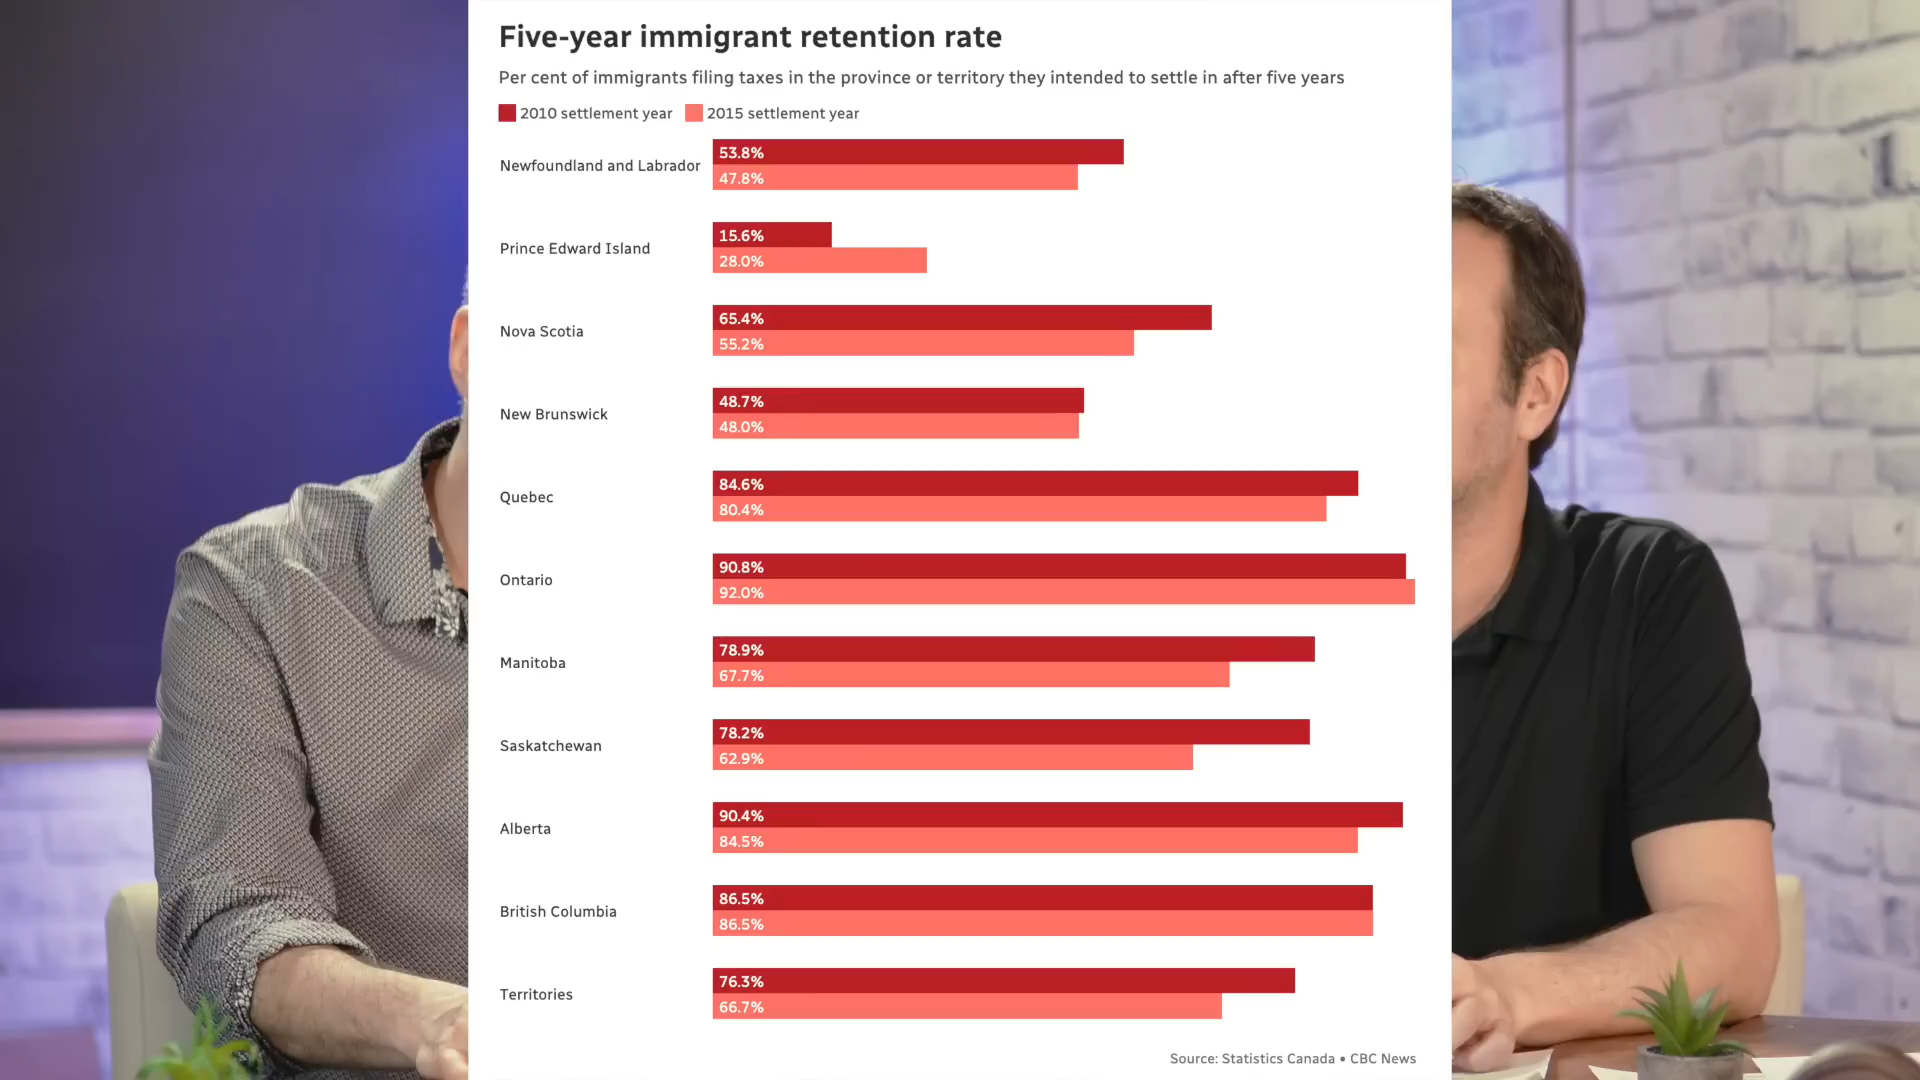 Five-year immigrant retention rate
Per cent of immigrants filing taxes in the province or territory they intended to settle in after five years
2010 settlement year 2015 settlement year
Newfoundland and Labrador
53.8%
47.8%
Prince Edward Island
15.6%
28.0%
Nova Scotia
65.4%
55.2%
New Brunswick
48.7%
48.0%
Quebec
84.6%
80.4%
Ontario
90.8%
92.0%
Manitoba
78.9%
67.7%
Saskatchewan
78.2%
62.9%
Alberta
90.4%
84.5%
British Columbia
86.5%
86.5%
Territories
76.3%
66.7%
Source: Statistics Canada • CBC News